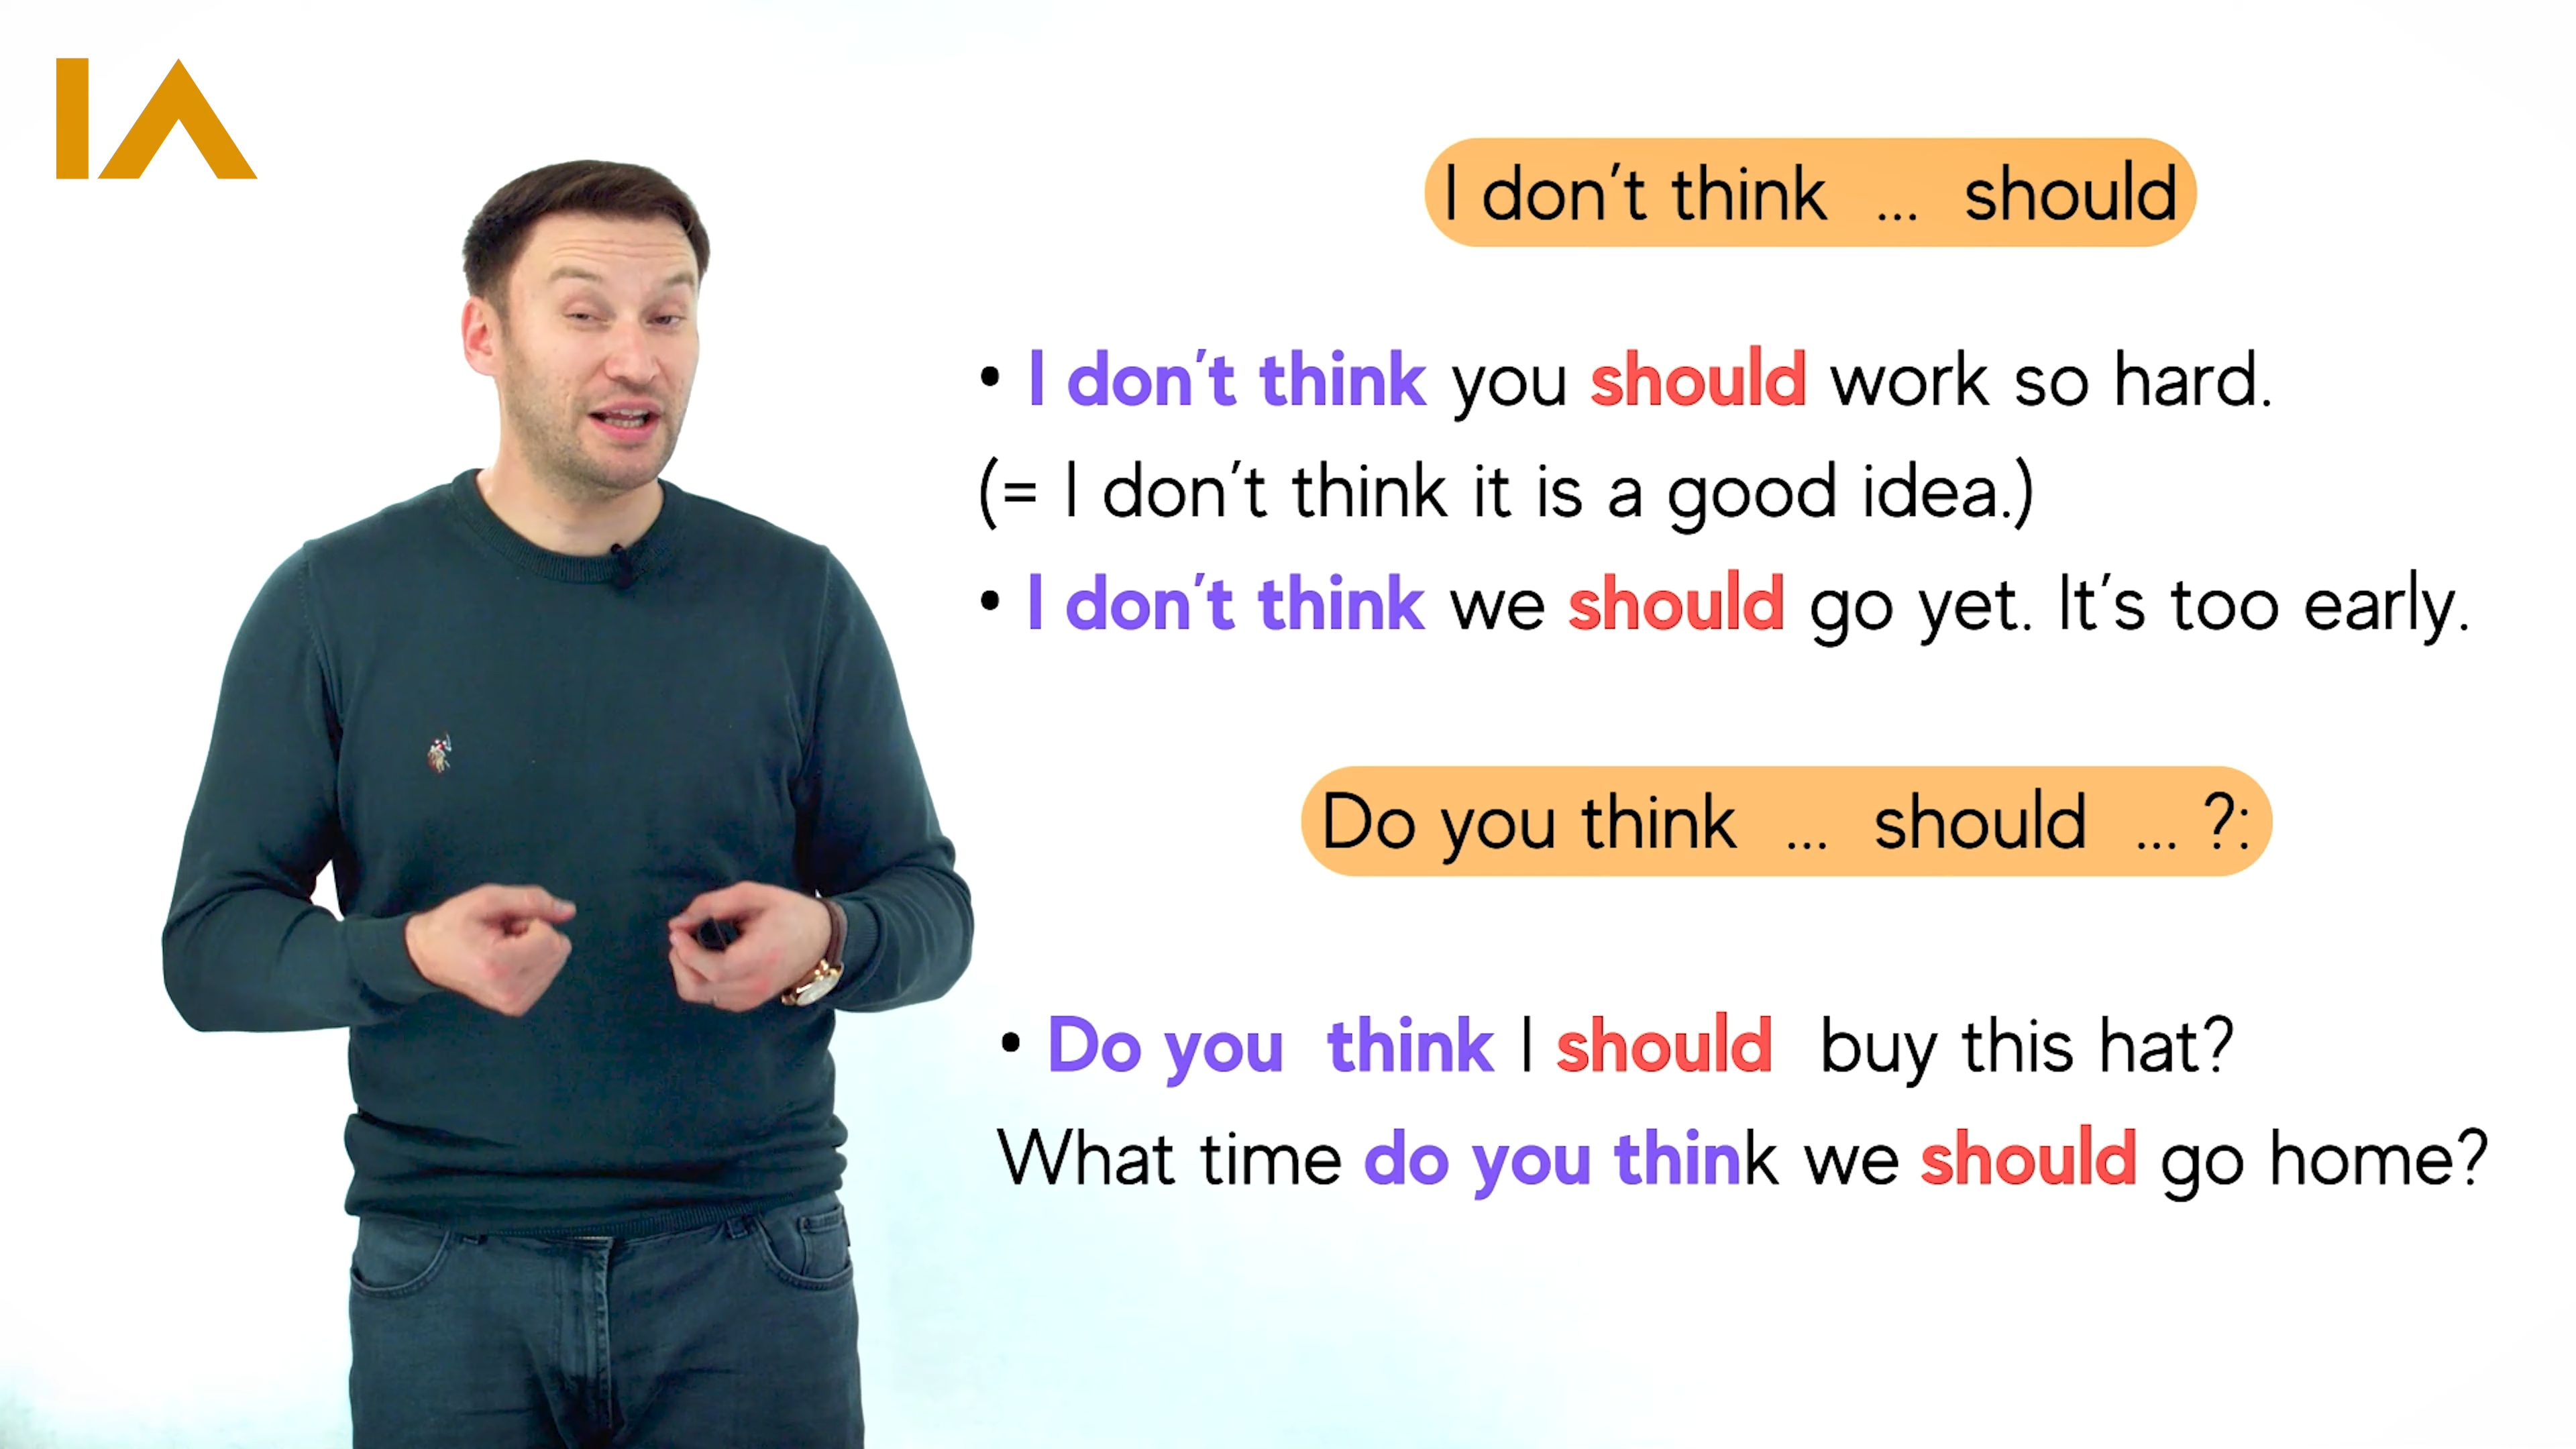 IA
I don't think ... should
• I don't think you should work so hard.
(= I don't think it is a good idea.)
• I don't think we should go yet. It's too early.
Do you think ... should ... ?:
• Do you think I should buy this hat?
What time do you think we should go home?